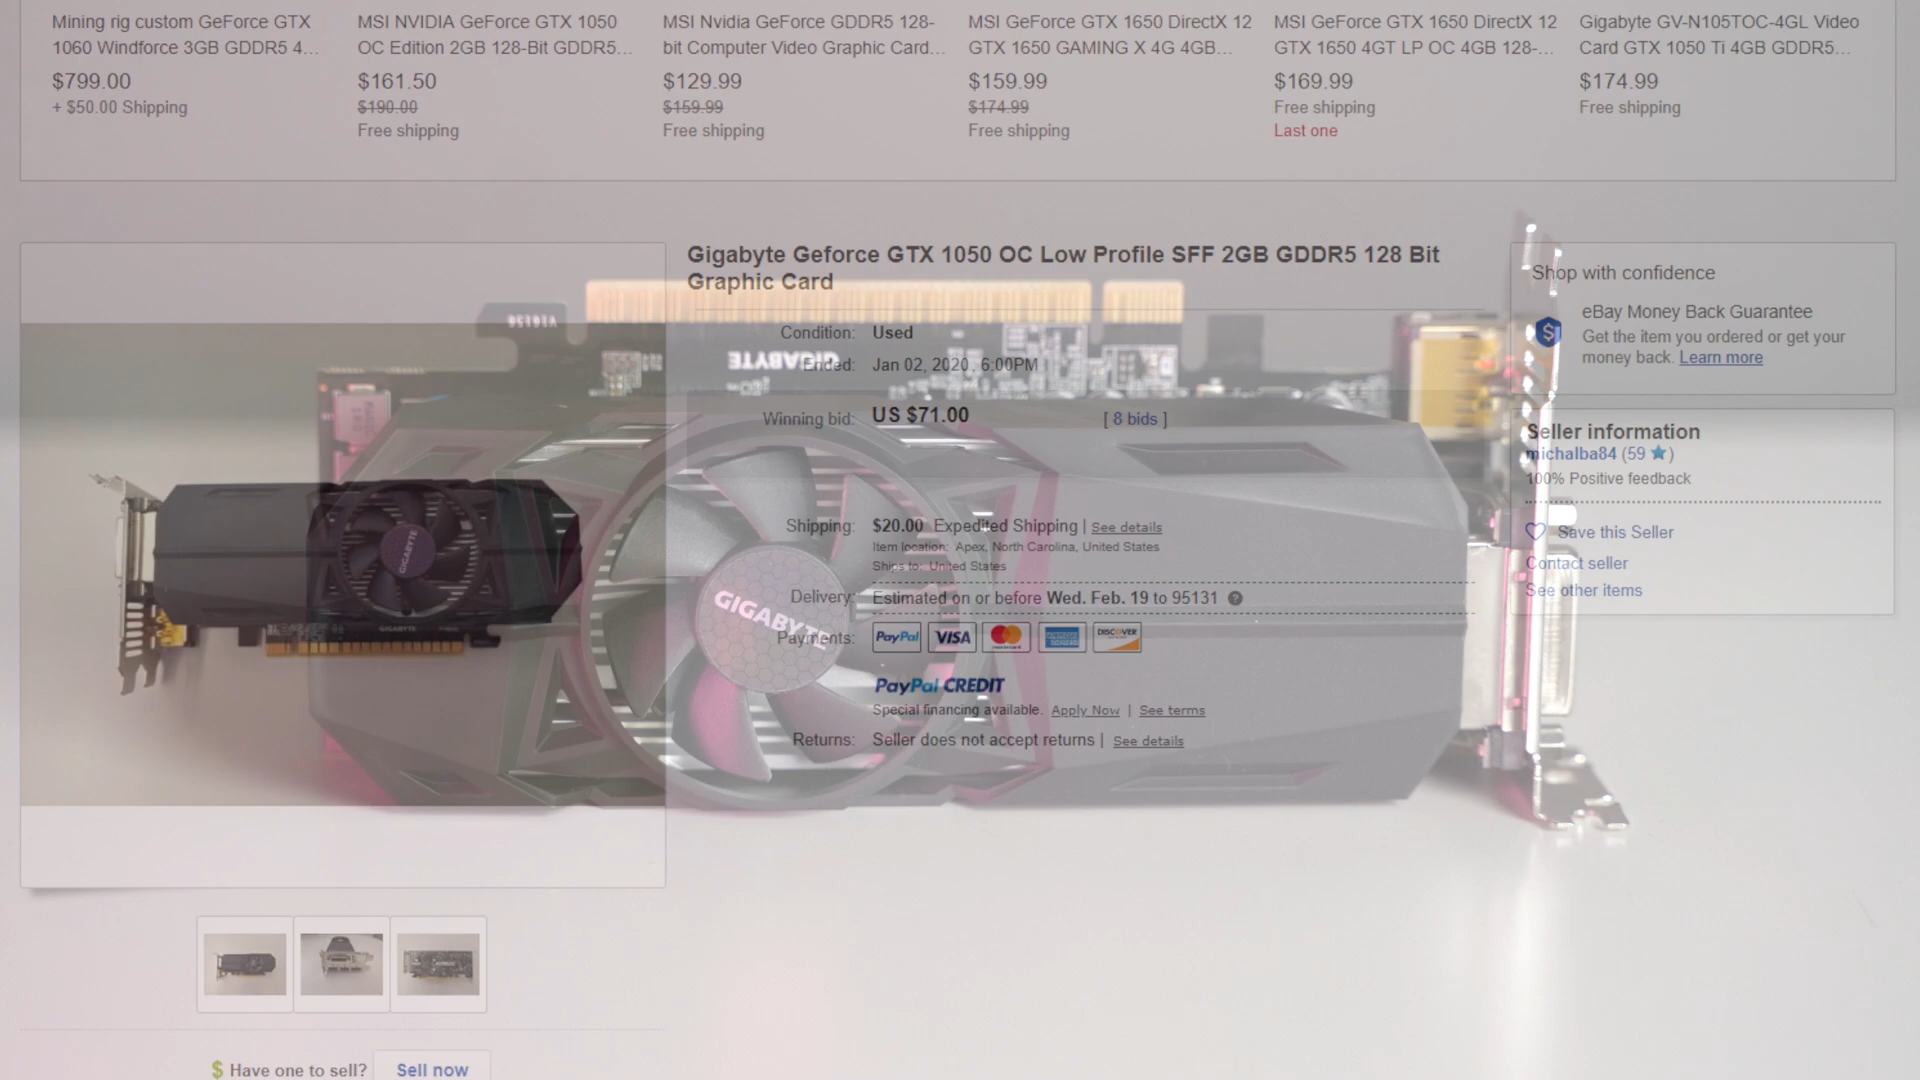 Mining rig custom GeForce GTX
1060 Windforce 3GB GDDR5 4...
$799.00
+ $50.00 Shipping
MSI NVIDIA GeForce GTX 1050
OC Edition 2GB 128-Bit GDDR5...
$161.50
$190.00
Free shipping
MSI Nvidia GeForce GDDR5 128-
bit Computer Video Graphic Card...
$129.99
$159.99
Free shipping
MSI GeForce GTX 1650 DirectX 12
GTX 1650 GAMING X 4G 4GB...
$159.99
$174.99
Free shipping
MSI GeForce GTX 1650 DirectX 12
GTX 1650 4GT LP OC 4GB 128-...
$169.99
Free shipping
Last one
Gigabyte GV-N105TOC-4GL Video
Card GTX 1050 Ti 4GB GDDR5...
$174.99
Free shipping
Gigabyte Geforce GTX 1050 OC Low Profile SFF 2GB GDDR5 128 Bit
Graphic Card
Condition: Used
Ended: Jan 02, 2020 , 6:00PM
Winning bid: US $71.00 [ 8 bids ]
Shipping: $20.00 Expedited Shipping | See details
Item location: Apex, North Carolina, United States
Ships to: United States
Delivery: Estimated on or before Wed. Feb. 19 to 95131
Payments: PayPal VISA mastercard DISCOVER
PayPal CREDIT
Special financing available. Apply Now | See terms
Returns: Seller does not accept returns | See details
Shop with confidence
eBay Money Back Guarantee
Get the item you ordered or get your
money back. Learn more
Seller information
michalba84 (59 ★)
100% Positive feedback
Save this Seller
Contact seller
See other items
GIGABYTE
GIGABYTE
GIGABYTE
GIGABYTE
$ Have one to sell? Sell now